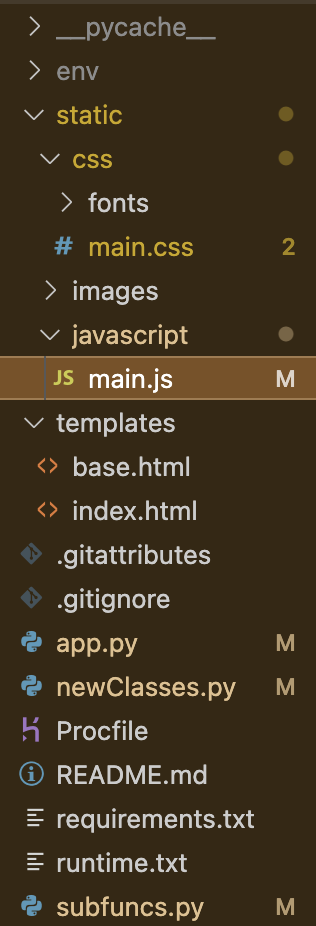 __pycache__
env
static
css
fonts
# main.css 2
images
javascript
JS main.js M
templates
<> base.html
<> index.html
.gitattributes
.gitignore
app.py M
newClasses.py M
Procfile
README.md
requirements.txt
runtime.txt
subfuncs.py M